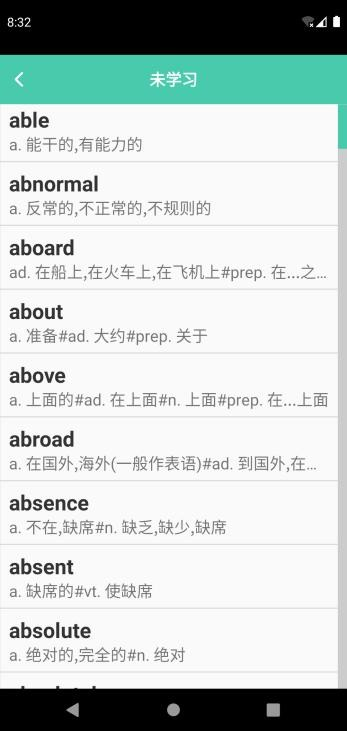 8:32
未学习
able
a. 能干的,有能力的
abnormal
a. 反常的,不正常的,不规则的
aboard
ad. 在船上,在火车上,在飞机上#prep. 在...之...
about
a. 准备#ad. 大约#prep. 关于
above
a. 上面的#ad. 在上面#n. 上面#prep. 在...上面
abroad
a. 在国外,海外(一般作表语)#ad. 到国外,在...
absence
a. 不在,缺席#n. 缺乏,缺少,缺席
absent
a. 缺席的#vt. 使缺席
absolute
a. 绝对的,完全的#n. 绝对